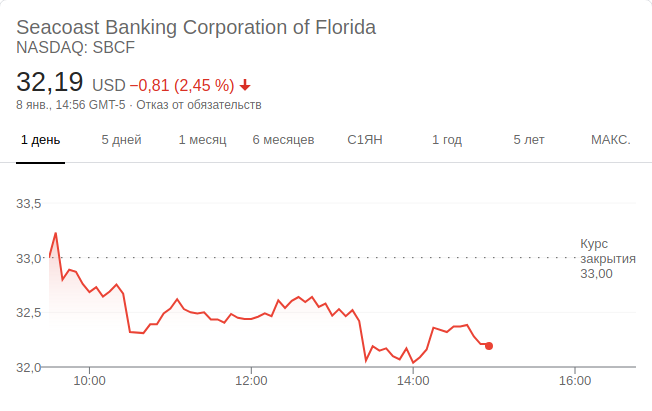 Seacoast Banking Corporation of Florida
NASDAQ: SBCF
32,19 USD −0,81 (2,45 %)
8 янв., 14:56 GMT-5 · Отказ от обязательств
1 день 5 дней 1 месяц 6 месяцев С1ЯН 1 год 5 лет МАКС.
33,5
Курс
33,0 закрытия
33,00
32,5
32,0
10:00 12:00 14:00 16:00